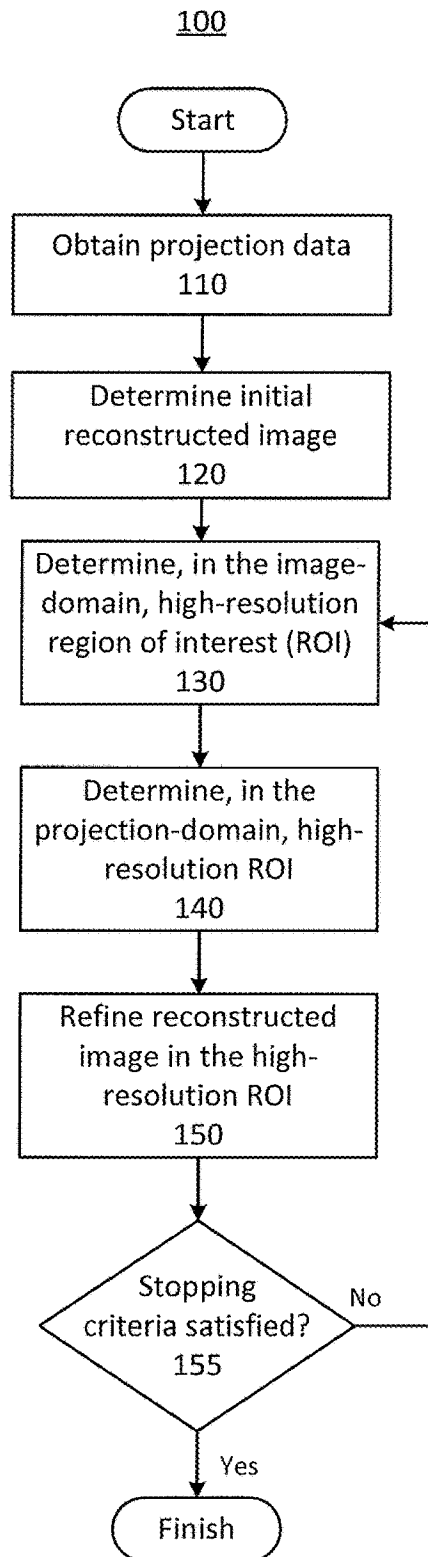 100
Start
Obtain projection data
110
Determine initial
reconstructed image
120
Determine, in the image-
domain, high-resolution
region of interest (ROI)
130
Determine, in the
projection-domain, high-
resolution ROI
140
Refine reconstructed
image in the high-
resolution ROI
150
Stopping
criteria satisfied?
155
No
Yes
Finish